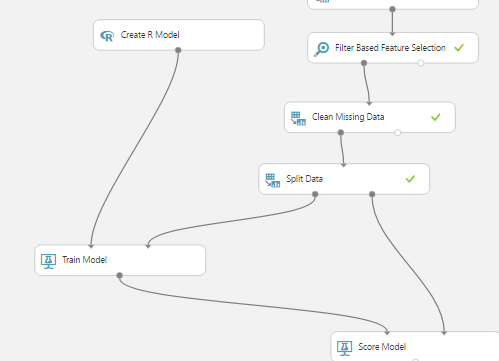 Create R Model
Filter Based Feature Selection
Clean Missing Data
Split Data
Train Model
Score Model